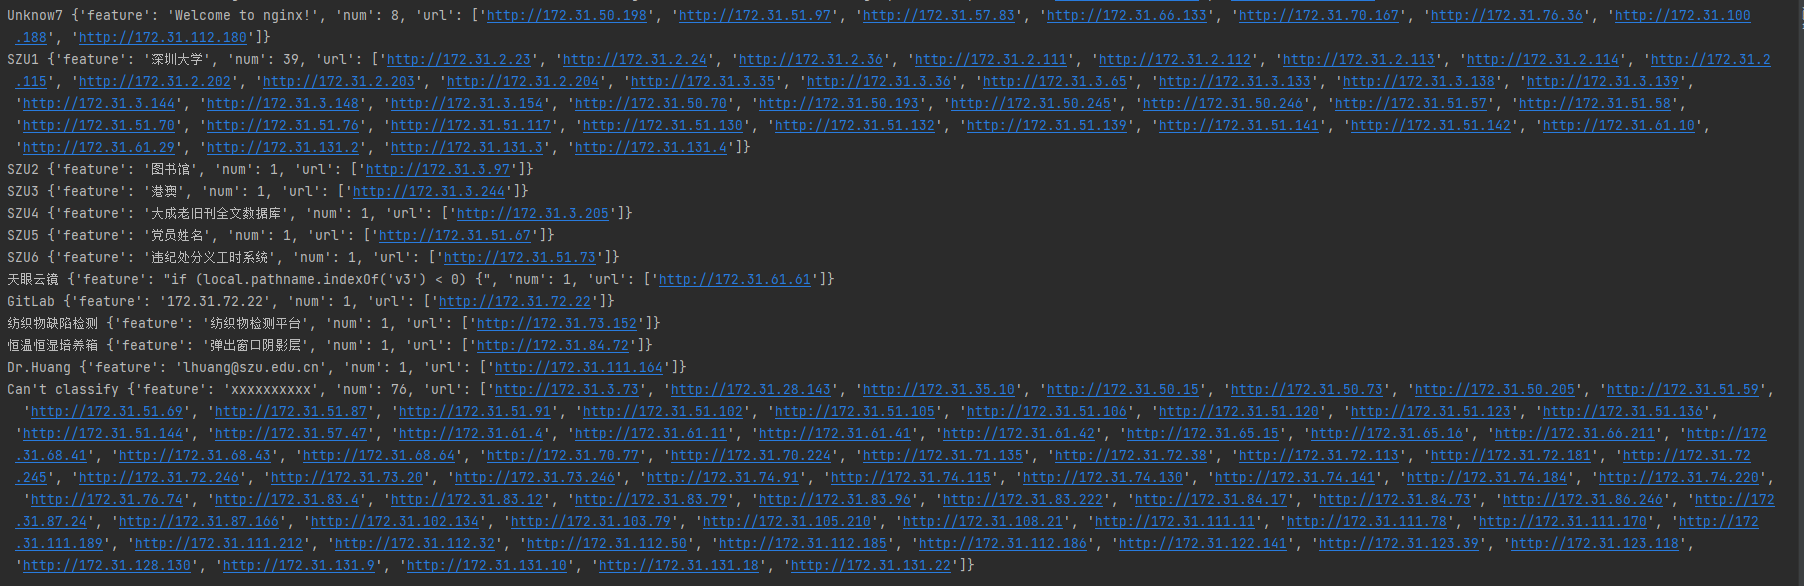 Unknow7 {'feature': 'Welcome to nginx!', 'num': 8, 'url': ['http://172.31.50.198', 'http://172.31.51.97', 'http://172.31.57.83', 'http://172.31.66.133', 'http://172.31.70.167', 'http://172.31.76.36', 'http://172.31.100
.188', 'http://172.31.112.180']}
SZU1 {'feature': '深圳大学', 'num': 39, 'url': ['http://172.31.2.23', 'http://172.31.2.24', 'http://172.31.2.36', 'http://172.31.2.111', 'http://172.31.2.112', 'http://172.31.2.113', 'http://172.31.2.114', 'http://172.31.2
.115', 'http://172.31.2.202', 'http://172.31.2.203', 'http://172.31.2.204', 'http://172.31.3.35', 'http://172.31.3.36', 'http://172.31.3.65', 'http://172.31.3.133', 'http://172.31.3.138', 'http://172.31.3.139',
'http://172.31.3.144', 'http://172.31.3.148', 'http://172.31.3.154', 'http://172.31.50.70', 'http://172.31.50.193', 'http://172.31.50.245', 'http://172.31.50.246', 'http://172.31.51.57', 'http://172.31.51.58',
'http://172.31.51.70', 'http://172.31.51.76', 'http://172.31.51.117', 'http://172.31.51.130', 'http://172.31.51.132', 'http://172.31.51.139', 'http://172.31.51.141', 'http://172.31.51.142', 'http://172.31.61.10',
'http://172.31.61.29', 'http://172.31.131.2', 'http://172.31.131.3', 'http://172.31.131.4']}
SZU2 {'feature': '图书馆', 'num': 1, 'url': ['http://172.31.3.97']}
SZU3 {'feature': '港澳', 'num': 1, 'url': ['http://172.31.3.244']}
SZU4 {'feature': '大成老旧刊全文数据库', 'num': 1, 'url': ['http://172.31.3.205']}
SZU5 {'feature': '党员姓名', 'num': 1, 'url': ['http://172.31.51.67']}
SZU6 {'feature': '违纪处分义工时系统', 'num': 1, 'url': ['http://172.31.51.73']}
天眼云镜 {'feature': "if (local.pathname.indexOf('v3') < 0) {", 'num': 1, 'url': ['http://172.31.61.61']}
GitLab {'feature': '172.31.72.22', 'num': 1, 'url': ['http://172.31.72.22']}
纺织物缺陷检测 {'feature': '纺织物检测平台', 'num': 1, 'url': ['http://172.31.73.152']}
恒温恒湿培养箱 {'feature': '弹出窗口阴影层', 'num': 1, 'url': ['http://172.31.84.72']}
Dr.Huang {'feature': 'lhuang@szu.edu.cn', 'num': 1, 'url': ['http://172.31.111.164']}
Can't classify {'feature': 'xxxxxxxxxx', 'num': 76, 'url': ['http://172.31.3.73', 'http://172.31.28.143', 'http://172.31.35.10', 'http://172.31.50.15', 'http://172.31.50.73', 'http://172.31.50.205', 'http://172.31.51.59',
'http://172.31.51.69', 'http://172.31.51.87', 'http://172.31.51.91', 'http://172.31.51.102', 'http://172.31.51.105', 'http://172.31.51.106', 'http://172.31.51.120', 'http://172.31.51.123', 'http://172.31.51.136',
'http://172.31.51.144', 'http://172.31.57.47', 'http://172.31.61.4', 'http://172.31.61.11', 'http://172.31.61.41', 'http://172.31.61.42', 'http://172.31.65.15', 'http://172.31.65.16', 'http://172.31.66.211', 'http://172
.31.68.41', 'http://172.31.68.43', 'http://172.31.68.64', 'http://172.31.70.77', 'http://172.31.70.224', 'http://172.31.71.135', 'http://172.31.72.38', 'http://172.31.72.113', 'http://172.31.72.181', 'http://172.31.72
.245', 'http://172.31.72.246', 'http://172.31.73.20', 'http://172.31.73.246', 'http://172.31.74.91', 'http://172.31.74.115', 'http://172.31.74.130', 'http://172.31.74.141', 'http://172.31.74.184', 'http://172.31.74.220',
'http://172.31.76.74', 'http://172.31.83.4', 'http://172.31.83.12', 'http://172.31.83.79', 'http://172.31.83.96', 'http://172.31.83.222', 'http://172.31.84.17', 'http://172.31.84.73', 'http://172.31.86.246', 'http://172
.31.87.24', 'http://172.31.87.166', 'http://172.31.102.134', 'http://172.31.103.79', 'http://172.31.105.210', 'http://172.31.108.21', 'http://172.31.111.11', 'http://172.31.111.78', 'http://172.31.111.170', 'http://172
.31.111.189', 'http://172.31.111.212', 'http://172.31.112.32', 'http://172.31.112.50', 'http://172.31.112.185', 'http://172.31.112.186', 'http://172.31.122.141', 'http://172.31.123.39', 'http://172.31.123.118',
'http://172.31.128.130', 'http://172.31.131.9', 'http://172.31.131.10', 'http://172.31.131.18', 'http://172.31.131.22']}